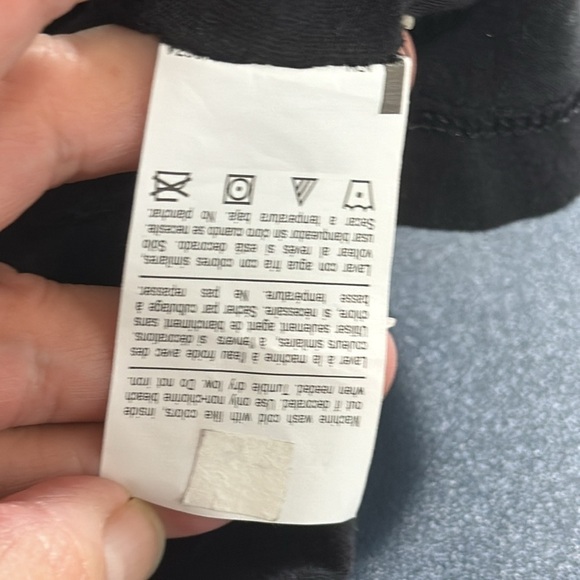 Machine wash cold with like colors, inside
out if decorated. Use only non-chlorine bleach
when needed. Tumble dry low. Do not iron.
Laver à la machine à l'eau froide avec des
couleurs similaires, à l'envers si décorations.
Utiliser seulement agent de blanchiment sans
chlore, si nécessaire. Sécher par culbutage à
basse température. Ne pas repasser.
Lavar con agua fría con colores similares,
voltear al revés si está decorado. Solo
usar blanqueador sin cloro cuando se necesite.
Secar a temperatura baja. No planchar.